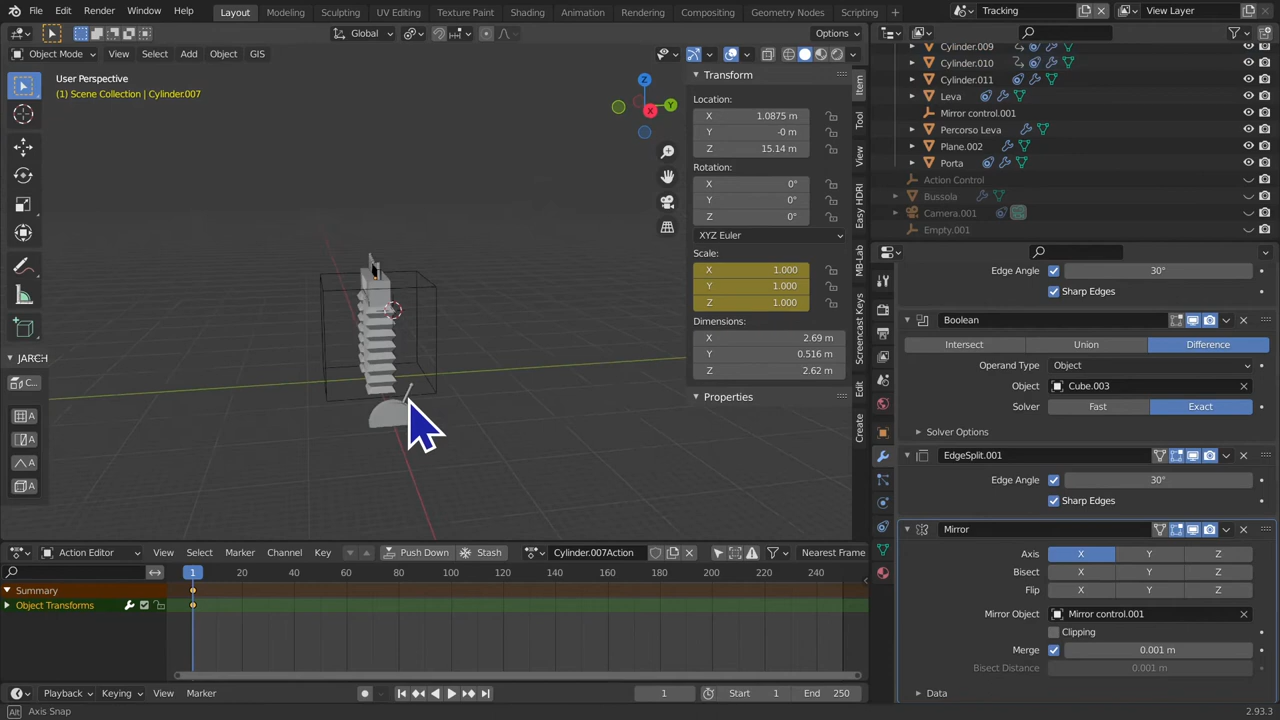 File Edit Render Window Help Layout Modeling Sculpting UV Editing Texture Paint Shading Animation Rendering Compositing Geometry Nodes Scripting + Tracking View Layer
Global Options
Object Mode View Select Add Object GIS
User Perspective
(1) Scene Collection | Cylinder.007
Z
Y
X
JARCH
C...
A
A
A
A
Transform
Location:
X 1.0875 m
Y -0 m
Z 15.14 m
Rotation:
X 0°
Y 0°
Z 0°
XYZ Euler
Scale:
X 1.000
Y 1.000
Z 1.000
Dimensions:
X 2.69 m
Y 0.516 m
Z 2.62 m
Properties
Item
Tool
View
Easy HDRI
MB-Lab
Screencast Keys
Edit
Create
Cylinder.009
Cylinder.010
Cylinder.011
Leva
Mirror control.001
Percorso Leva
Plane.002
Porta
Action Control
Bussola
Camera.001
Empty.001
Edge Angle 30°
Sharp Edges
Boolean
Intersect Union Difference
Operand Type Object
Object Cube.003
Solver Fast Exact
Solver Options
EdgeSplit.001
Edge Angle 30°
Sharp Edges
Mirror
Axis X Y Z
Bisect X Y Z
Flip X Y Z
Mirror Object Mirror control.001
Clipping
Merge 0.001 m
Bisect Distance 0.001 m
Data
Action Editor View Select Marker Channel Key Push Down Stash Cylinder.007Action Nearest Frame
1 20 40 60 80 100 120 140 160 180 200 220 240
Summary
Object Transforms
Playback Keying View Marker 1 Start 1 End 250
Alt Axis Snap 2.93.3